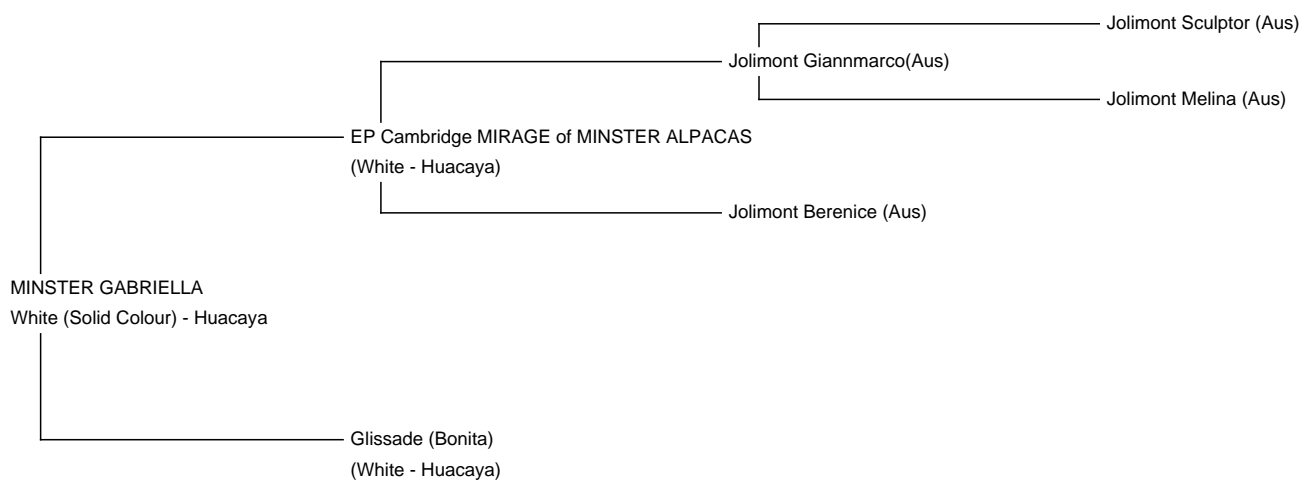 Jolimont Sculptor (Aus)
Jolimont Giannmarco(Aus)
Jolimont Melina (Aus)
EP Cambridge MIRAGE of MINSTER ALPACAS
(White - Huacaya)
Jolimont Berenice (Aus)
MINSTER GABRIELLA
White (Solid Colour) - Huacaya
Glissade (Bonita)
(White - Huacaya)